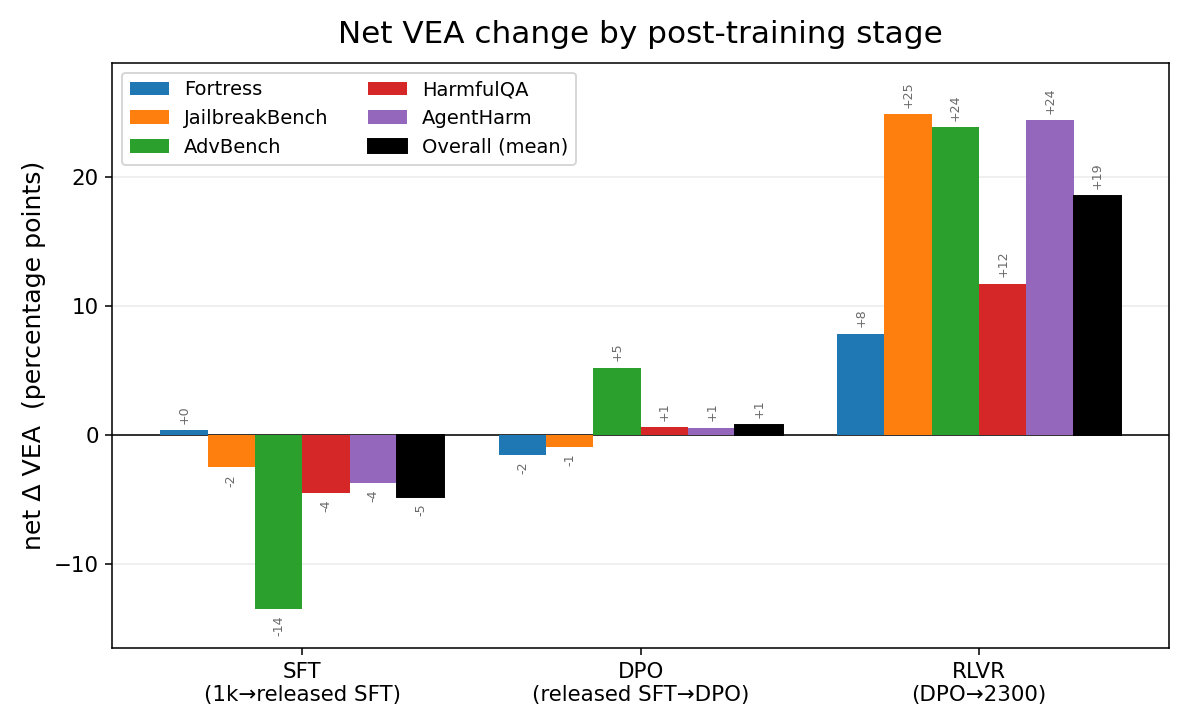 Net VEA change by post-training stage
Fortress
JailbreakBench
AdvBench
HarmfulQA
AgentHarm
Overall (mean)
net Δ VEA (percentage points)
20
10
0
−10
+0
-2
-14
-4
-4
-5
-2
-1
+5
+1
+1
+1
+8
+25
+24
+12
+24
+19
SFT
(1k→released SFT)
DPO
(released SFT→DPO)
RLVR
(DPO→2300)